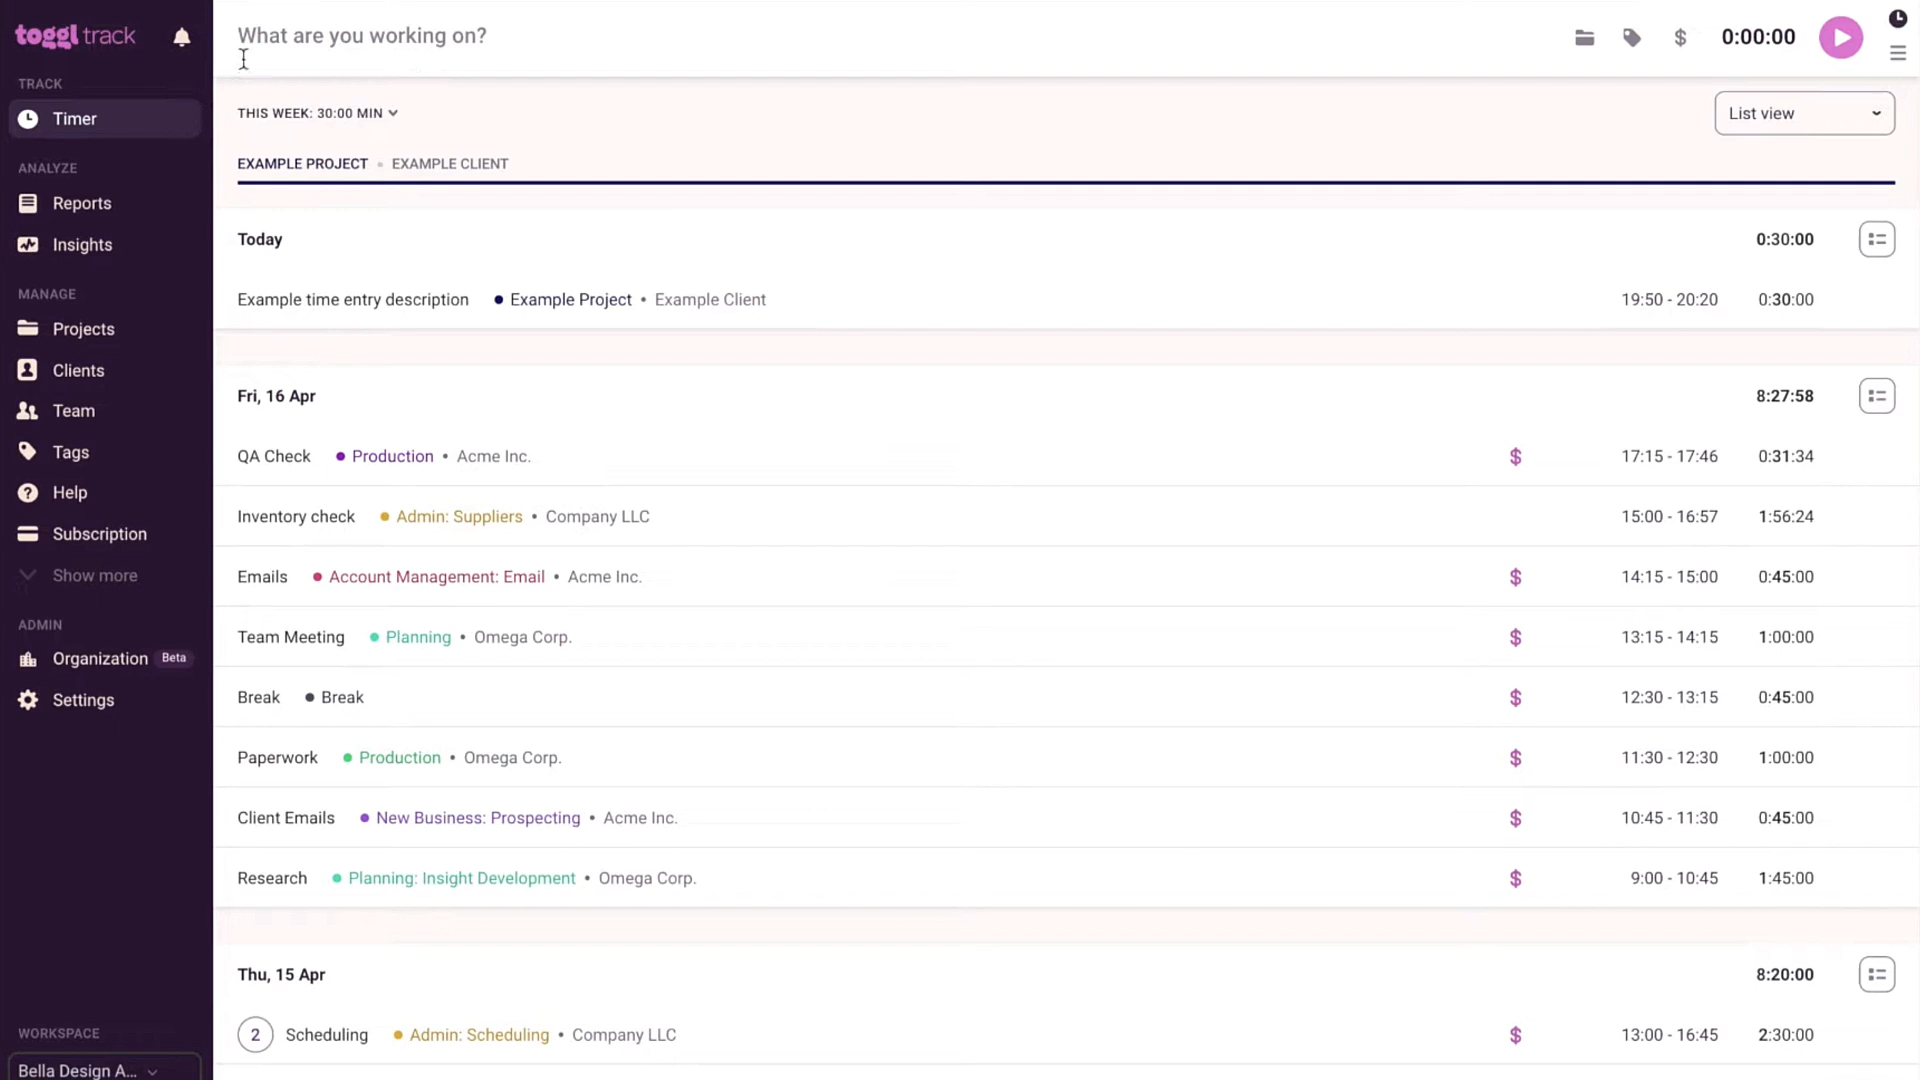 toggl track
TRACK
Timer
ANALYZE
Reports
Insights
MANAGE
Projects
Clients
Team
Tags
Help
Subscription
Show more
ADMIN
Organization Beta
Settings
WORKSPACE
Bella Design A...
What are you working on?
$ 0:00:00
THIS WEEK: 30:00 MIN
List view
EXAMPLE PROJECT • EXAMPLE CLIENT
Today 0:30:00
Example time entry description • Example Project • Example Client 19:50 - 20:20 0:30:00
Fri, 16 Apr 8:27:58
QA Check • Production • Acme Inc. $ 17:15 - 17:46 0:31:34
Inventory check • Admin: Suppliers • Company LLC 15:00 - 16:57 1:56:24
Emails • Account Management: Email • Acme Inc. $ 14:15 - 15:00 0:45:00
Team Meeting • Planning • Omega Corp. $ 13:15 - 14:15 1:00:00
Break • Break $ 12:30 - 13:15 0:45:00
Paperwork • Production • Omega Corp. $ 11:30 - 12:30 1:00:00
Client Emails • New Business: Prospecting • Acme Inc. $ 10:45 - 11:30 0:45:00
Research • Planning: Insight Development • Omega Corp. $ 9:00 - 10:45 1:45:00
Thu, 15 Apr 8:20:00
2 Scheduling • Admin: Scheduling • Company LLC $ 13:00 - 16:45 2:30:00